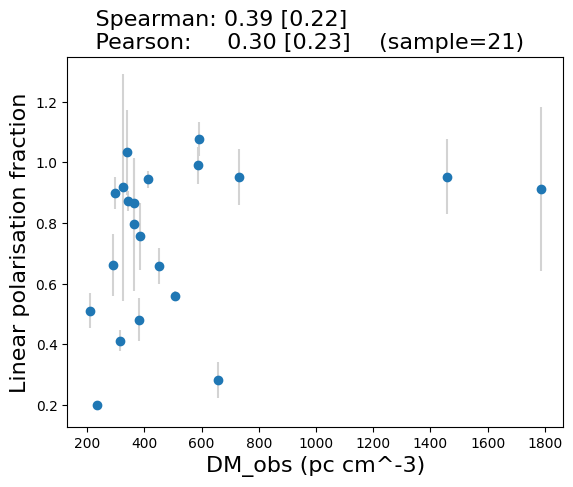 Spearman: 0.39 [0.22]
Pearson: 0.30 [0.23] (sample=21)
Linear polarisation fraction
1.2
1.0
0.8
0.6
0.4
0.2
200 400 600 800 1000 1200 1400 1600 1800
DM_obs (pc cm^-3)